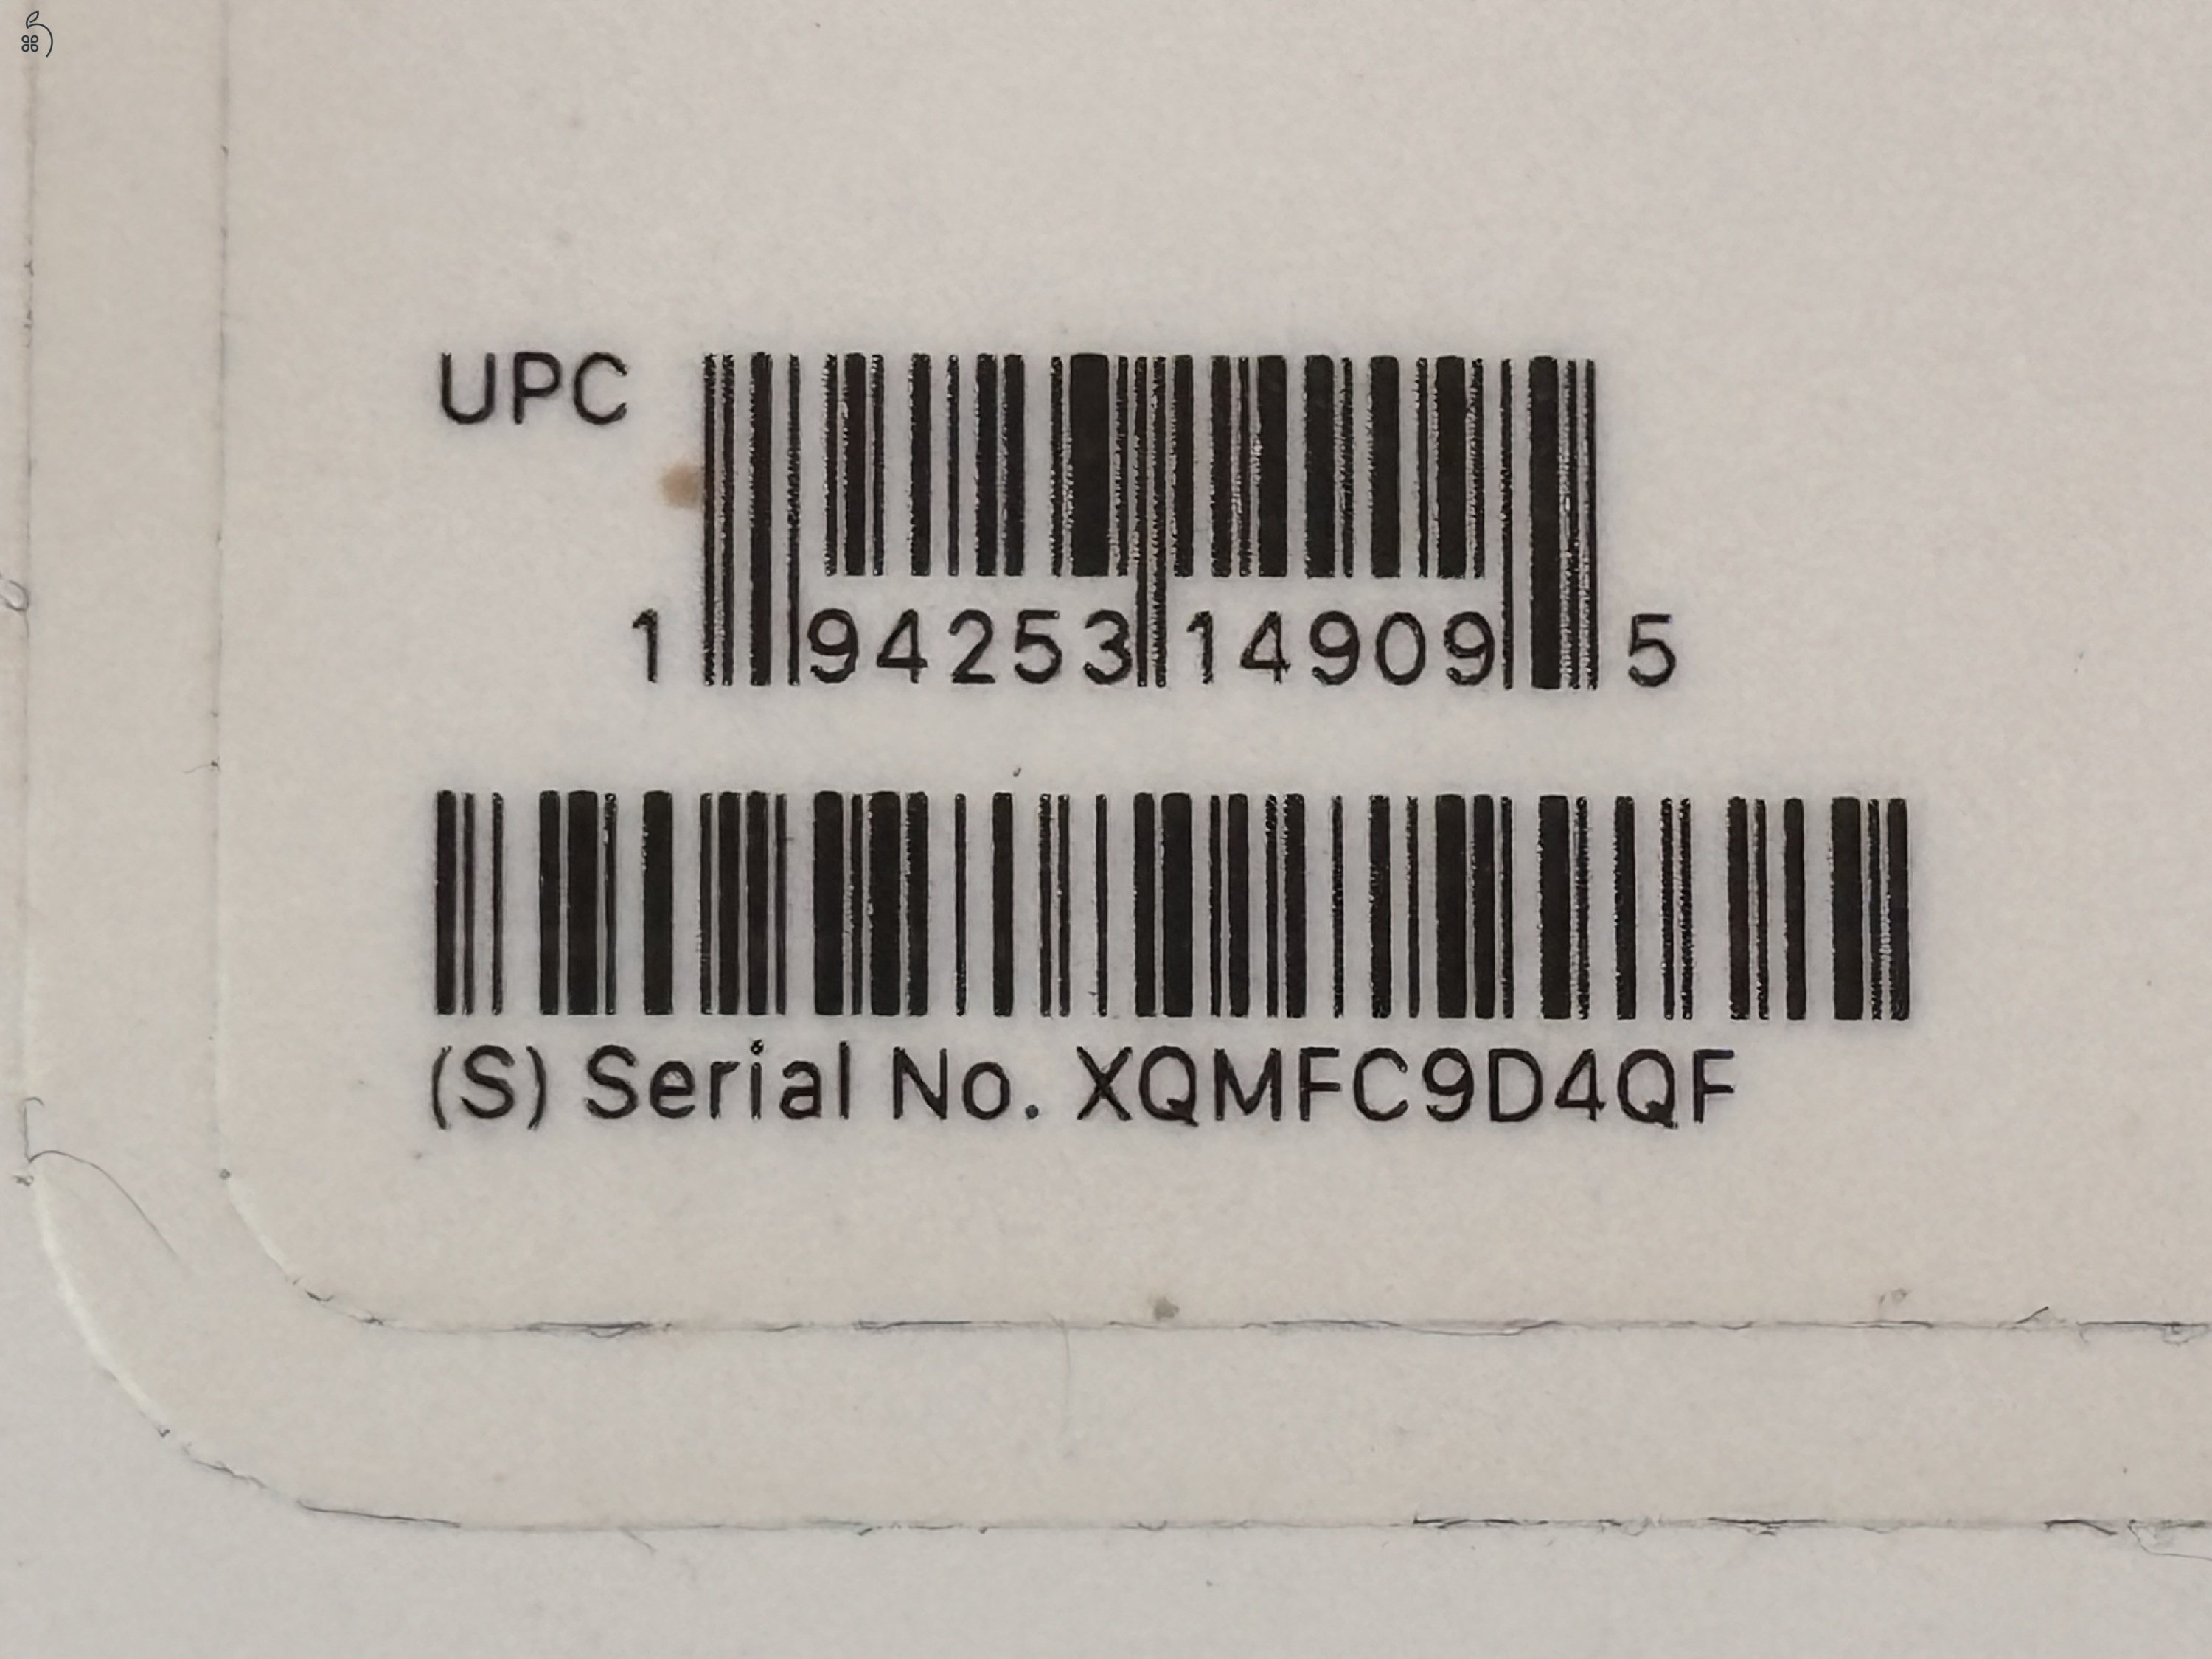 UPC
1 94253 14909 5
(S) Serial No. XQMFC9D4QF